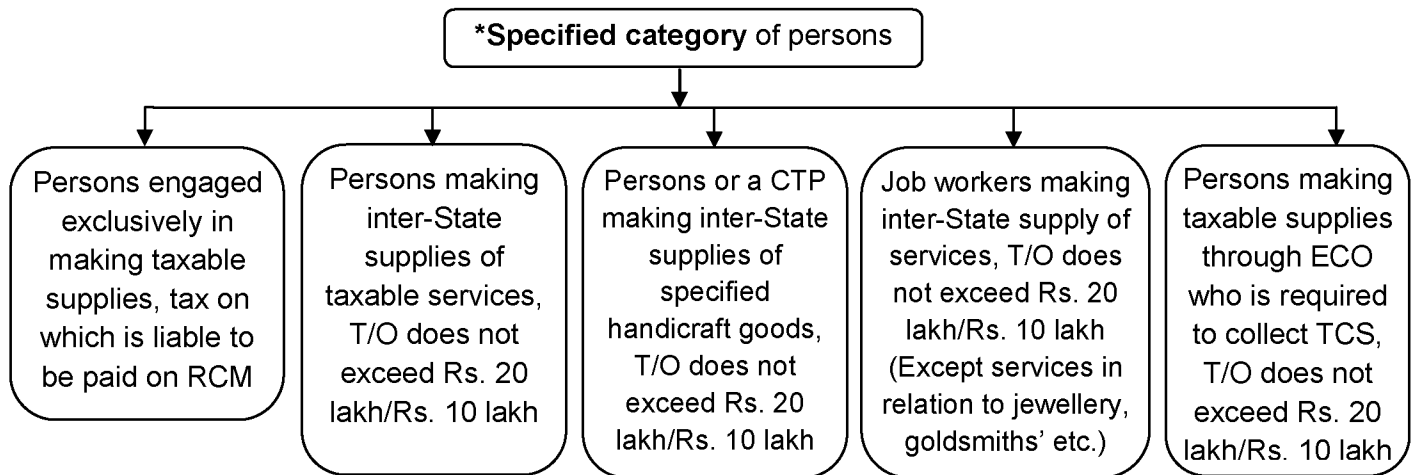 *Specified category of persons
Persons engaged
exclusively in
making taxable
supplies, tax on
which is liable to
be paid on RCM
Persons making
inter-State
supplies of
taxable services,
T/O does not
exceed Rs. 20
lakh/Rs. 10 lakh
Persons or a CTP
making inter-State
supplies of
specified
handicraft goods,
T/O does not
exceed Rs. 20
lakh/Rs. 10 lakh
Job workers making
inter-State supply of
services, T/O does
not exceed Rs. 20
lakh/Rs. 10 lakh
(Except services in
relation to jewellery,
goldsmiths’ etc.)
Persons making
taxable supplies
through ECO
who is required
to collect TCS,
T/O does not
exceed Rs. 20
lakh/Rs. 10 lakh